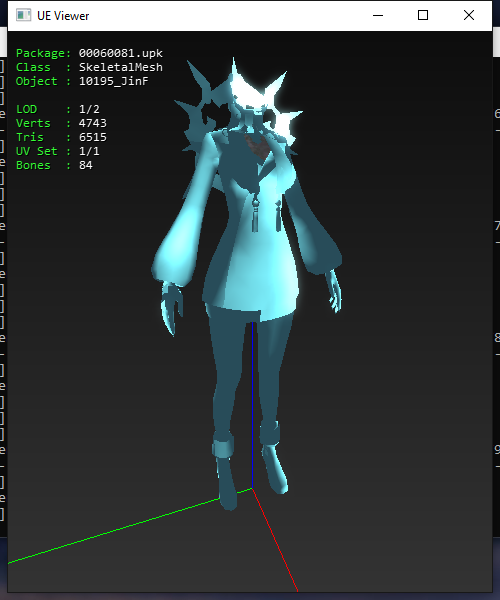 UE Viewer
Package: 00060081.upk
Class : SkeletalMesh
Object : 10195_JinF
LOD : 1/2
Verts : 4743
Tris : 6515
UV Set : 1/1
Bones : 84